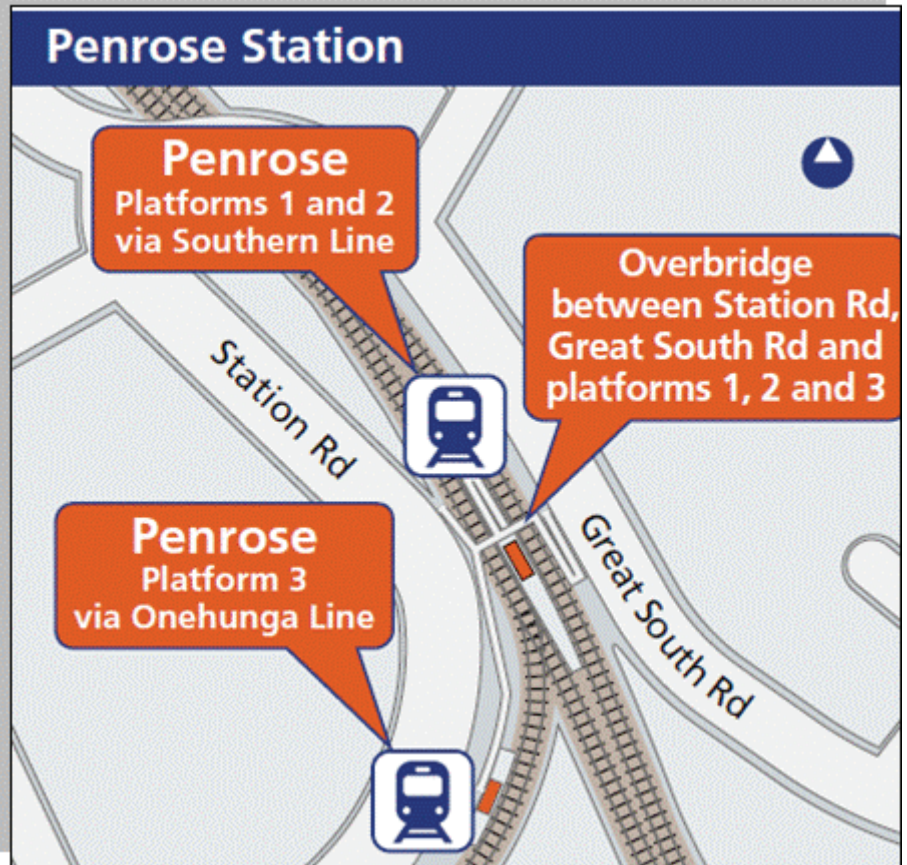 Penrose Station
Penrose
Platforms 1 and 2
via Southern Line
Overbridge
between Station Rd,
Great South Rd and
platforms 1, 2 and 3
Station Rd
Penrose
Platform 3
via Onehunga Line
Great South Rd